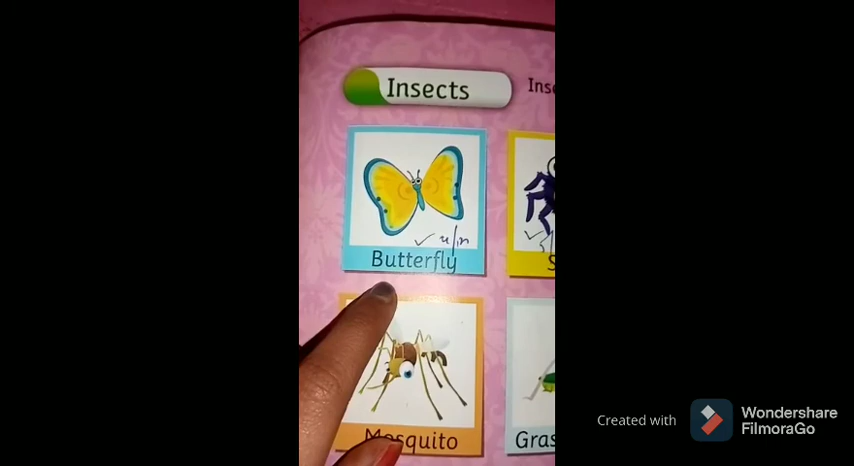 Insects
Butterfly
Mosquito
Created with
Wondershare
FilmoraGo